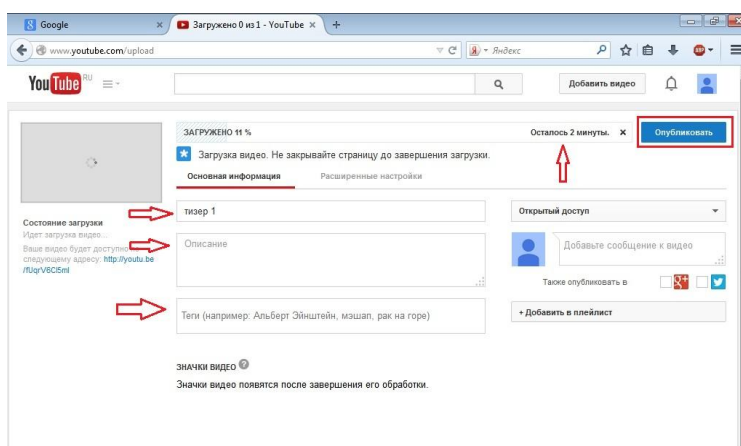 Google
Загружено 0 из 1 - YouTube
www.youtube.com/upload
Яндекс
You Tube RU
Добавить видео
ЗАГРУЖЕНО 11 %
Осталось 2 минуты.
Опубликовать
Загрузка видео. Не закрывайте страницу до завершения загрузки.
Основная информация
Расширенные настройки
тизер 1
Открытый доступ
Состояние загрузки
Идет загрузка видео...
Ваше видео будет доступно по
следующему адресу: http://youtu.be
/fUqrV6Cl5mI
Описание
Добавьте сообщение к видео
Также опубликовать в
Теги (например: Альберт Эйнштейн, мэшап, рак на горе)
+ Добавить в плейлист
ЗНАЧКИ ВИДЕО
Значки видео появятся после завершения его обработки.